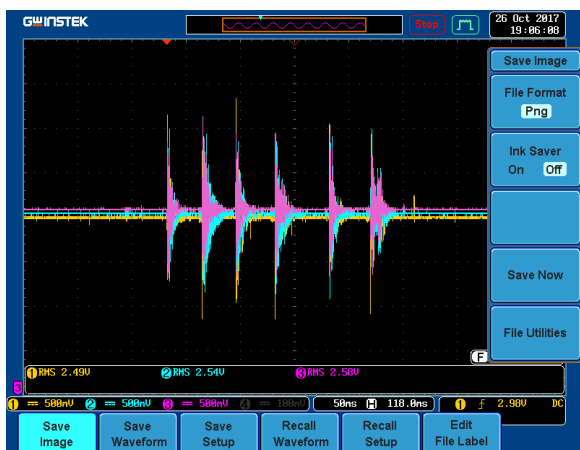 GWINSTEK Stop 26 Oct 2017
19:06:08
Save Image
File Format
Png
Ink Saver
On Off
Save Now
File Utilities
F
1 RMS 2.49V 2 RMS 2.54V 3 RMS 2.58V
3
1 500mV 2 500mV 3 500mV 4 100mV 50ms H 118.0ms 1 2.98V DC
Save Image
Save Waveform
Save Setup
Recall Waveform
Recall Setup
Edit File Label